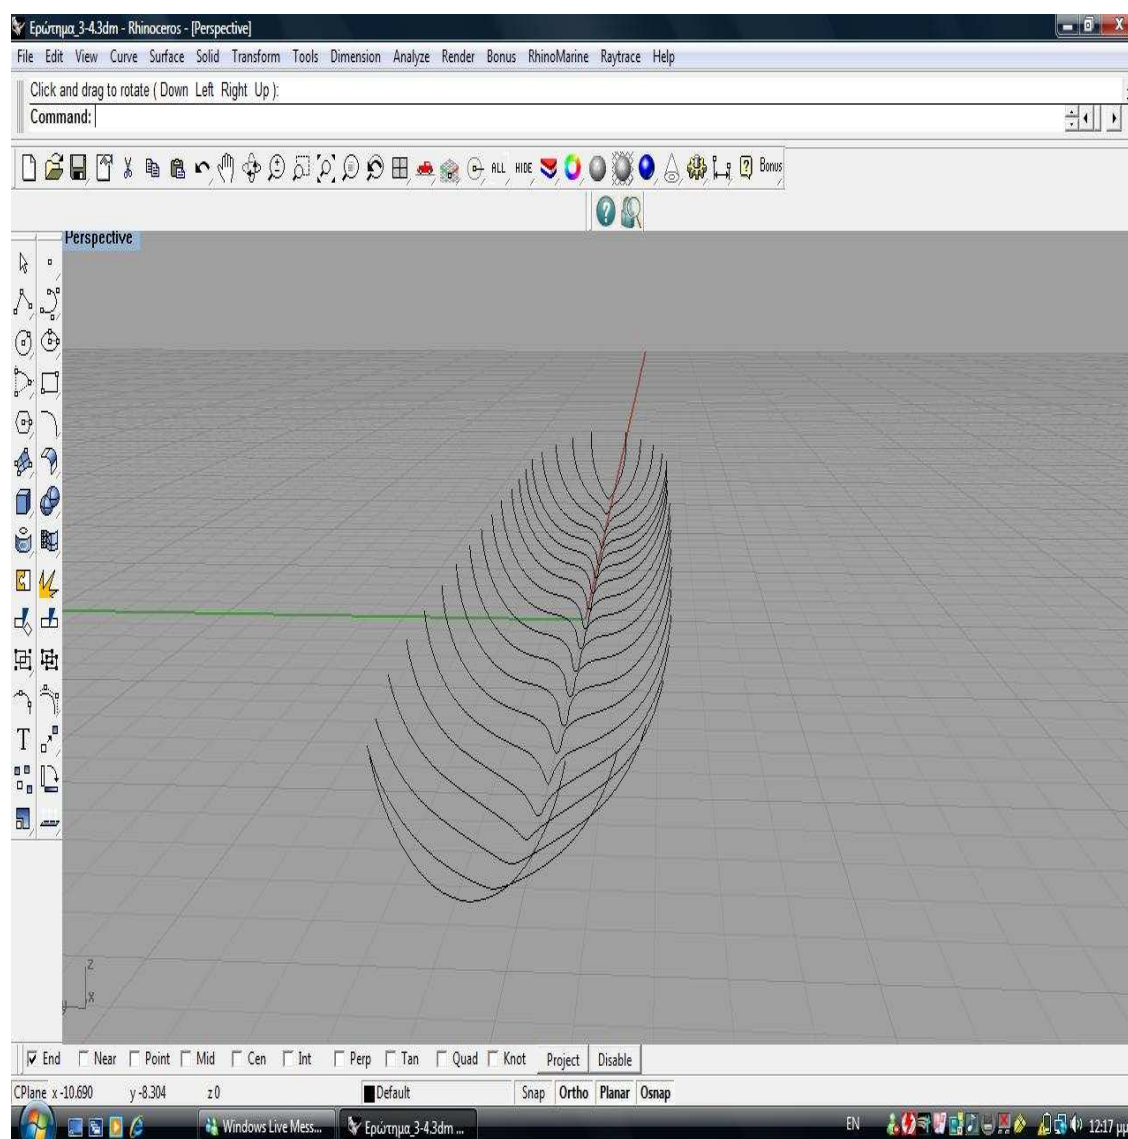 Ερώτημα_3-4.3dm - Rhinoceros - [Perspective]
File Edit View Curve Surface Solid Transform Tools Dimension Analyze Render Bonus RhinoMarine Raytrace Help
Click and drag to rotate ( Down Left Right Up ):
Command:
ALL HIDE Bonus
Perspective
T
z
y x
End Near Point Mid Cen Int Perp Tan Quad Knot Project Disable
CPlane x -10.690 y -8.304 z 0 Default Snap Ortho Planar Osnap
Windows Live Mess... Ερώτημα_3-4.3dm ... EN 12:17 μμ